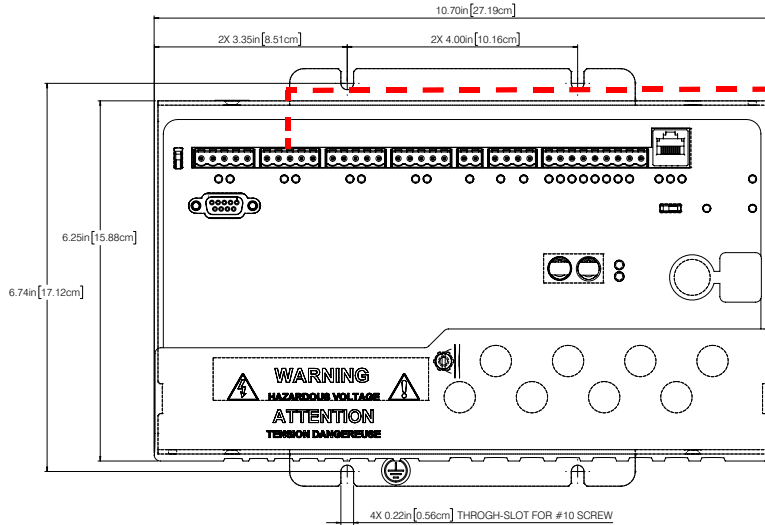 10.70in[27.19cm]
2X 3.35in[8.51cm] 2X 4.00in[10.16cm]
6.25in[15.88cm]
6.74in[17.12cm]
WARNING
HAZARDOUS VOLTAGE
ATTENTION
TENSION DANGEREUSE
4X 0.22in[0.56cm] THROGH-SLOT FOR #10 SCREW